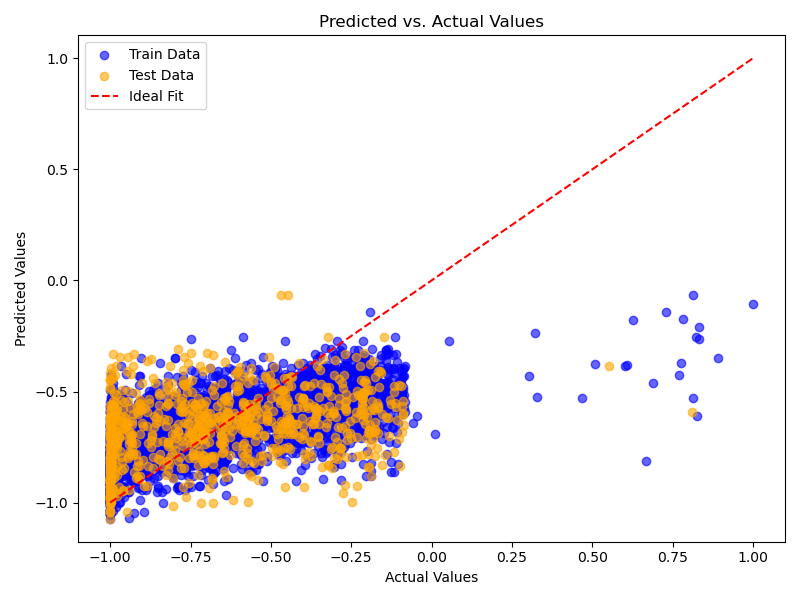 Predicted vs. Actual Values
Train Data
Test Data
Ideal Fit
1.0
0.5
0.0
−0.5
−1.0
Predicted Values
−1.00 −0.75 −0.50 −0.25 0.00 0.25 0.50 0.75 1.00
Actual Values